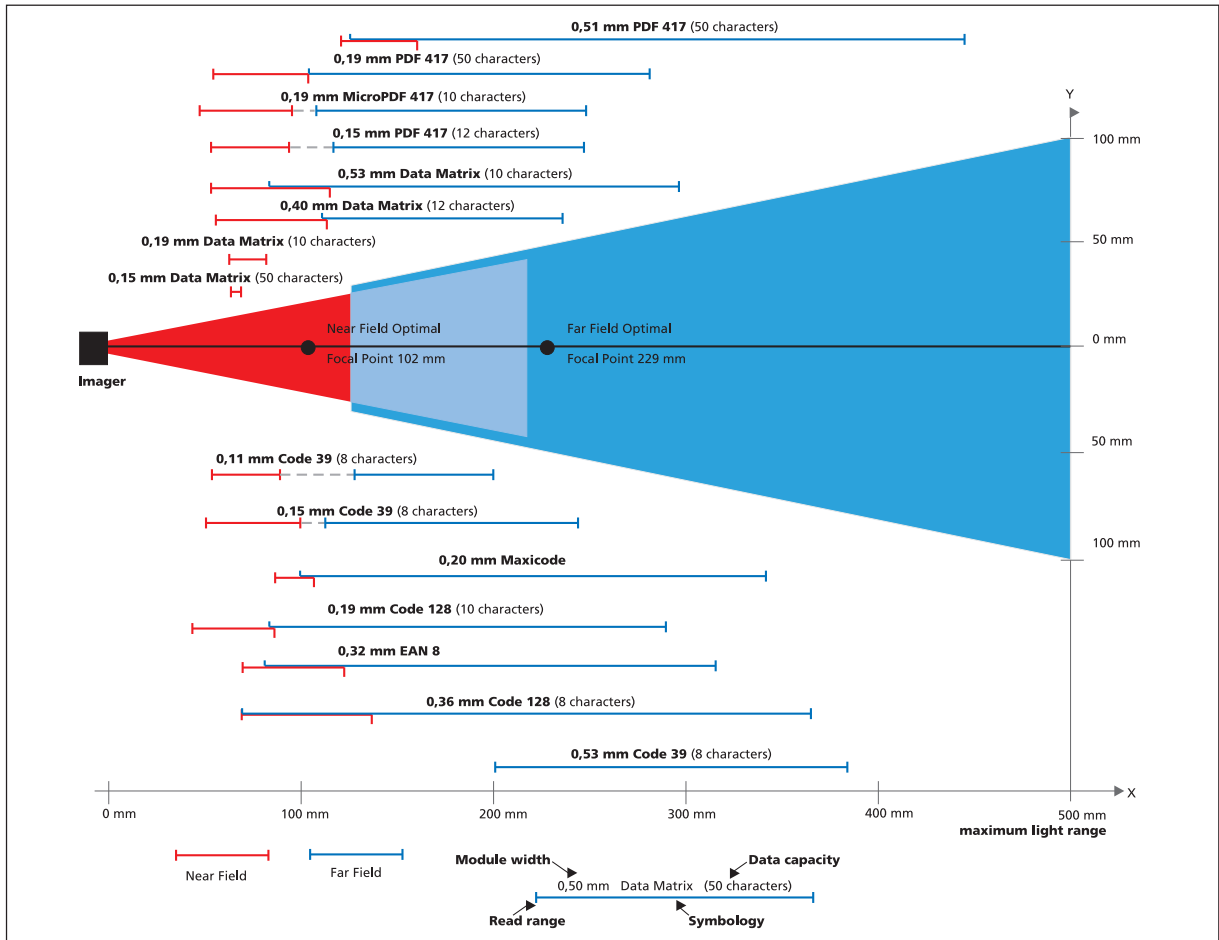 0,51 mm PDF 417 (50 characters)
0,19 mm PDF 417 (50 characters)
0,19 mm MicroPDF 417 (10 characters)
Y
0,15 mm PDF 417 (12 characters)
100 mm
0,53 mm Data Matrix (10 characters)
0,40 mm Data Matrix (12 characters)
0,19 mm Data Matrix (10 characters)
50 mm
0,15 mm Data Matrix (50 characters)
Near Field Optimal
Focal Point 102 mm
Far Field Optimal
Focal Point 229 mm
0 mm
Imager
50 mm
0,11 mm Code 39 (8 characters)
0,15 mm Code 39 (8 characters)
100 mm
0,20 mm Maxicode
0,19 mm Code 128 (10 characters)
0,32 mm EAN 8
0,36 mm Code 128 (8 characters)
0,53 mm Code 39 (8 characters)
X
0 mm
100 mm
200 mm
300 mm
400 mm
500 mm
maximum light range
Near Field
Far Field
Module width
Data capacity
0,50 mm Data Matrix (50 characters)
Read range
Symbology